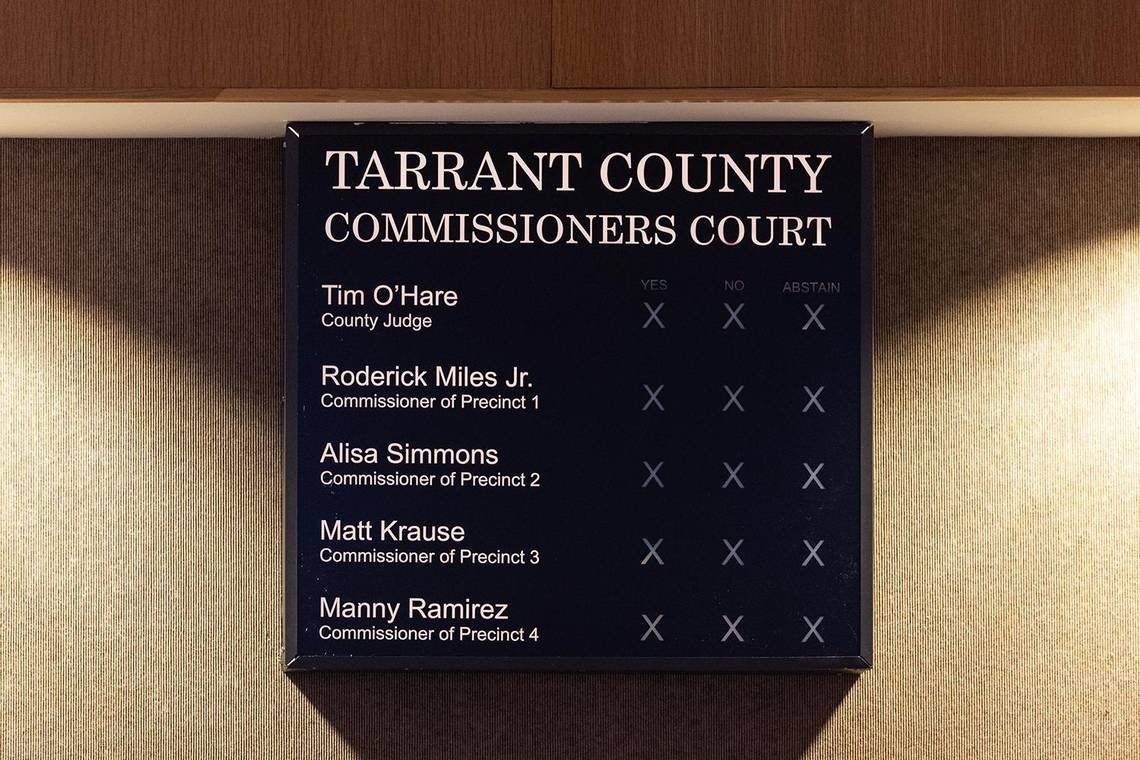 TARRANT COUNTY
COMMISSIONERS COURT
YES NO ABSTAIN
Tim O’Hare X X X
County Judge
Roderick Miles Jr. X X X
Commissioner of Precinct 1
Alisa Simmons X X X
Commissioner of Precinct 2
Matt Krause X X X
Commissioner of Precinct 3
Manny Ramirez X X X
Commissioner of Precinct 4